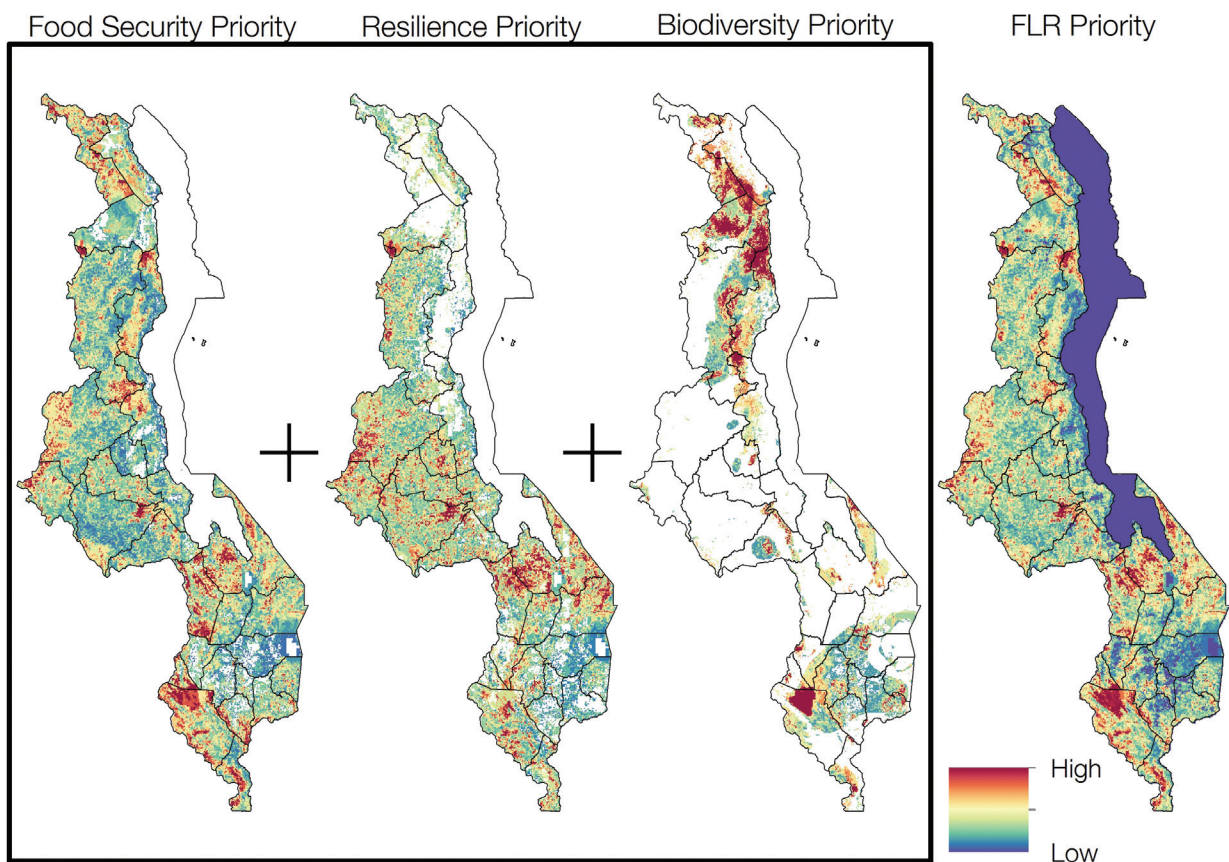 Food Security Priority
Resilience Priority
Biodiversity Priority
FLR Priority
+
+
High
Low